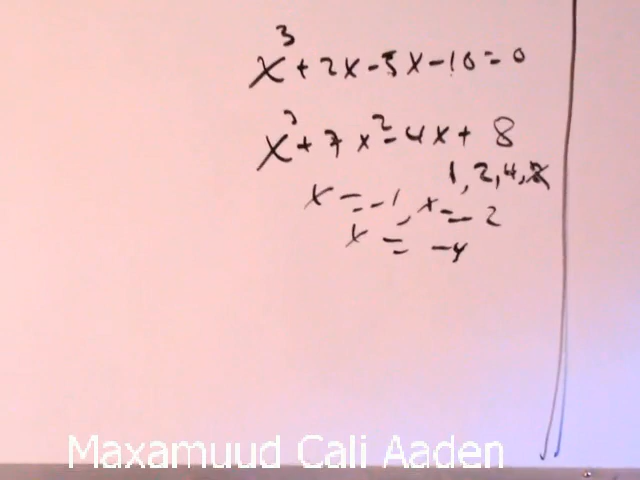 x³+2x-5x-10=0
x³+7x²-4x+8
1,2,4,8
x=-1, x=-2
x=-4
Maxamuud Cali Aaden